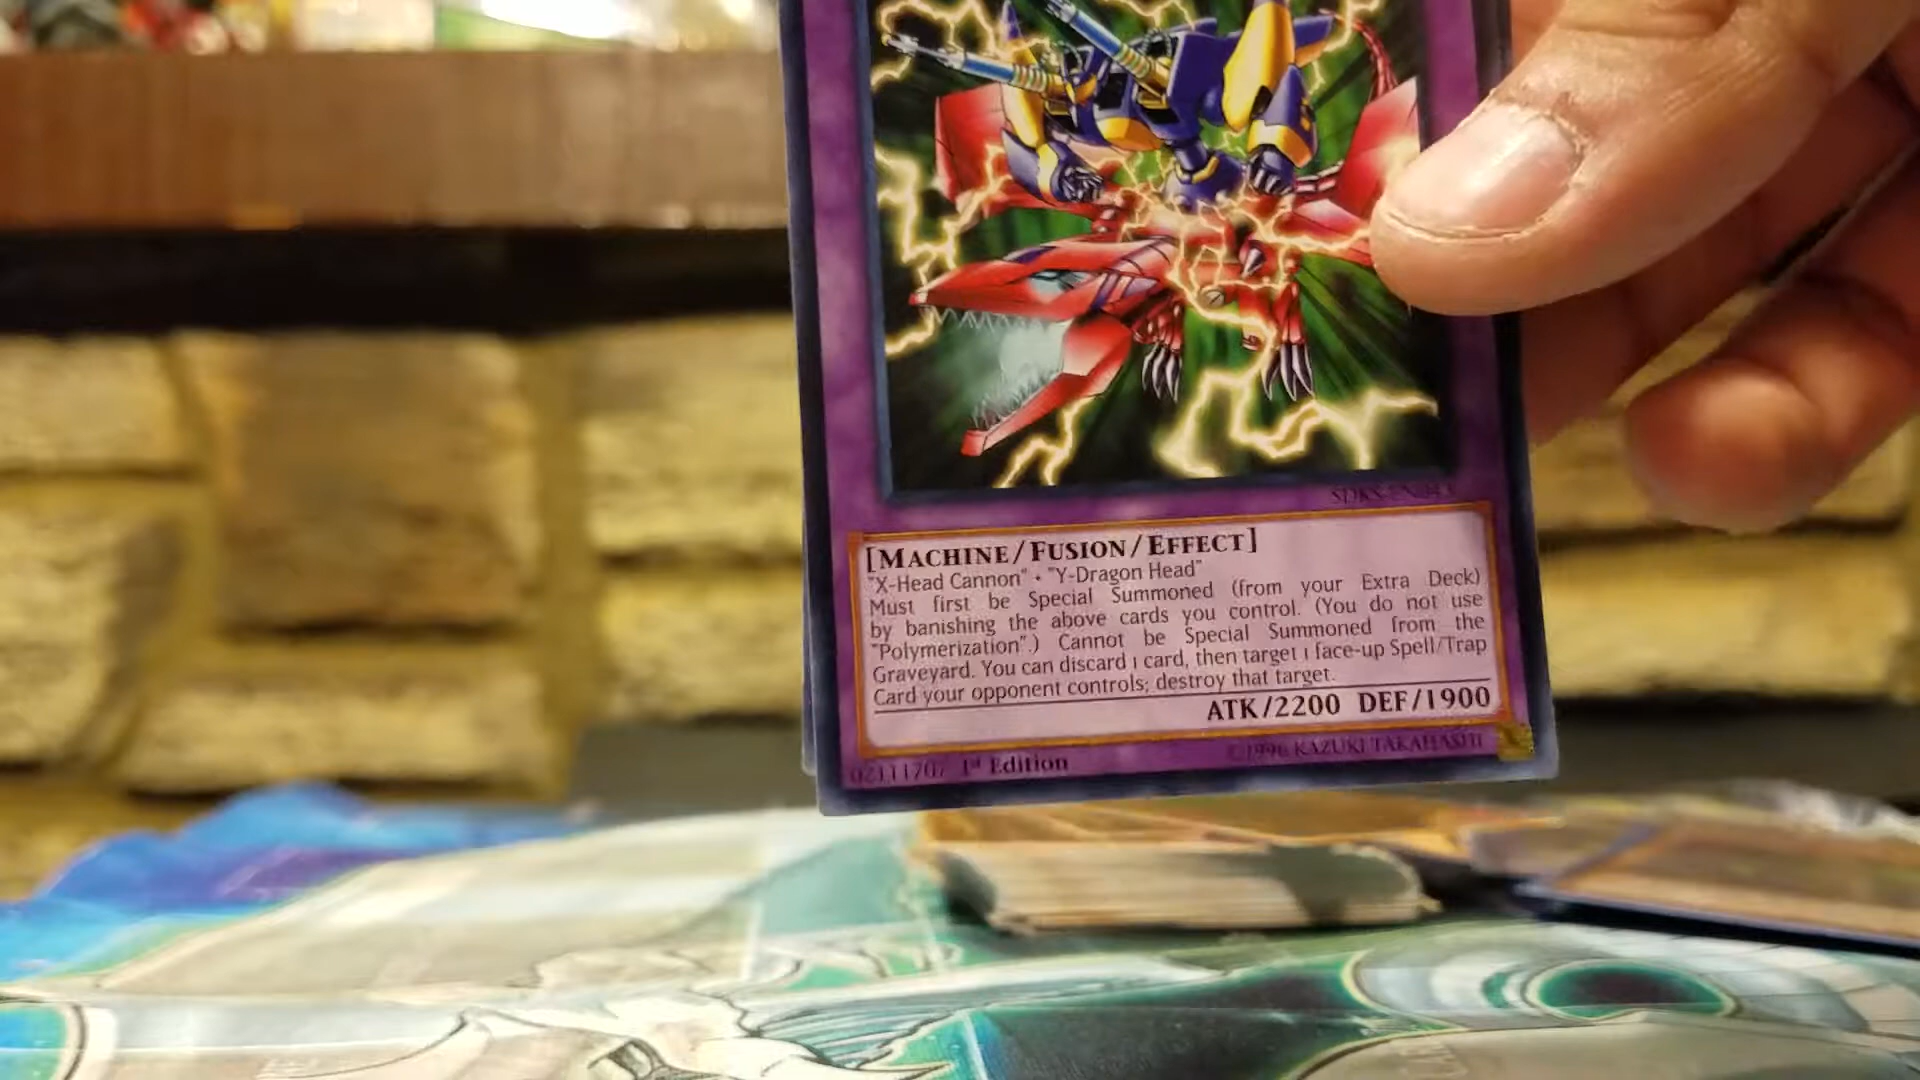 [MACHINE/FUSION/EFFECT]
"X-Head Cannon" • "Y-Dragon Head"
Must first be Special Summoned (from your Extra Deck)
by banishing the above cards you control. (You do not use
"Polymerization".) Cannot be Special Summoned from the
Graveyard. You can discard 1 card, then target 1 face-up Spell/Trap
Card your opponent controls; destroy that target.
ATK/2200 DEF/1900
02111707 1st Edition
©1996 KAZUKI TAKAHASHI